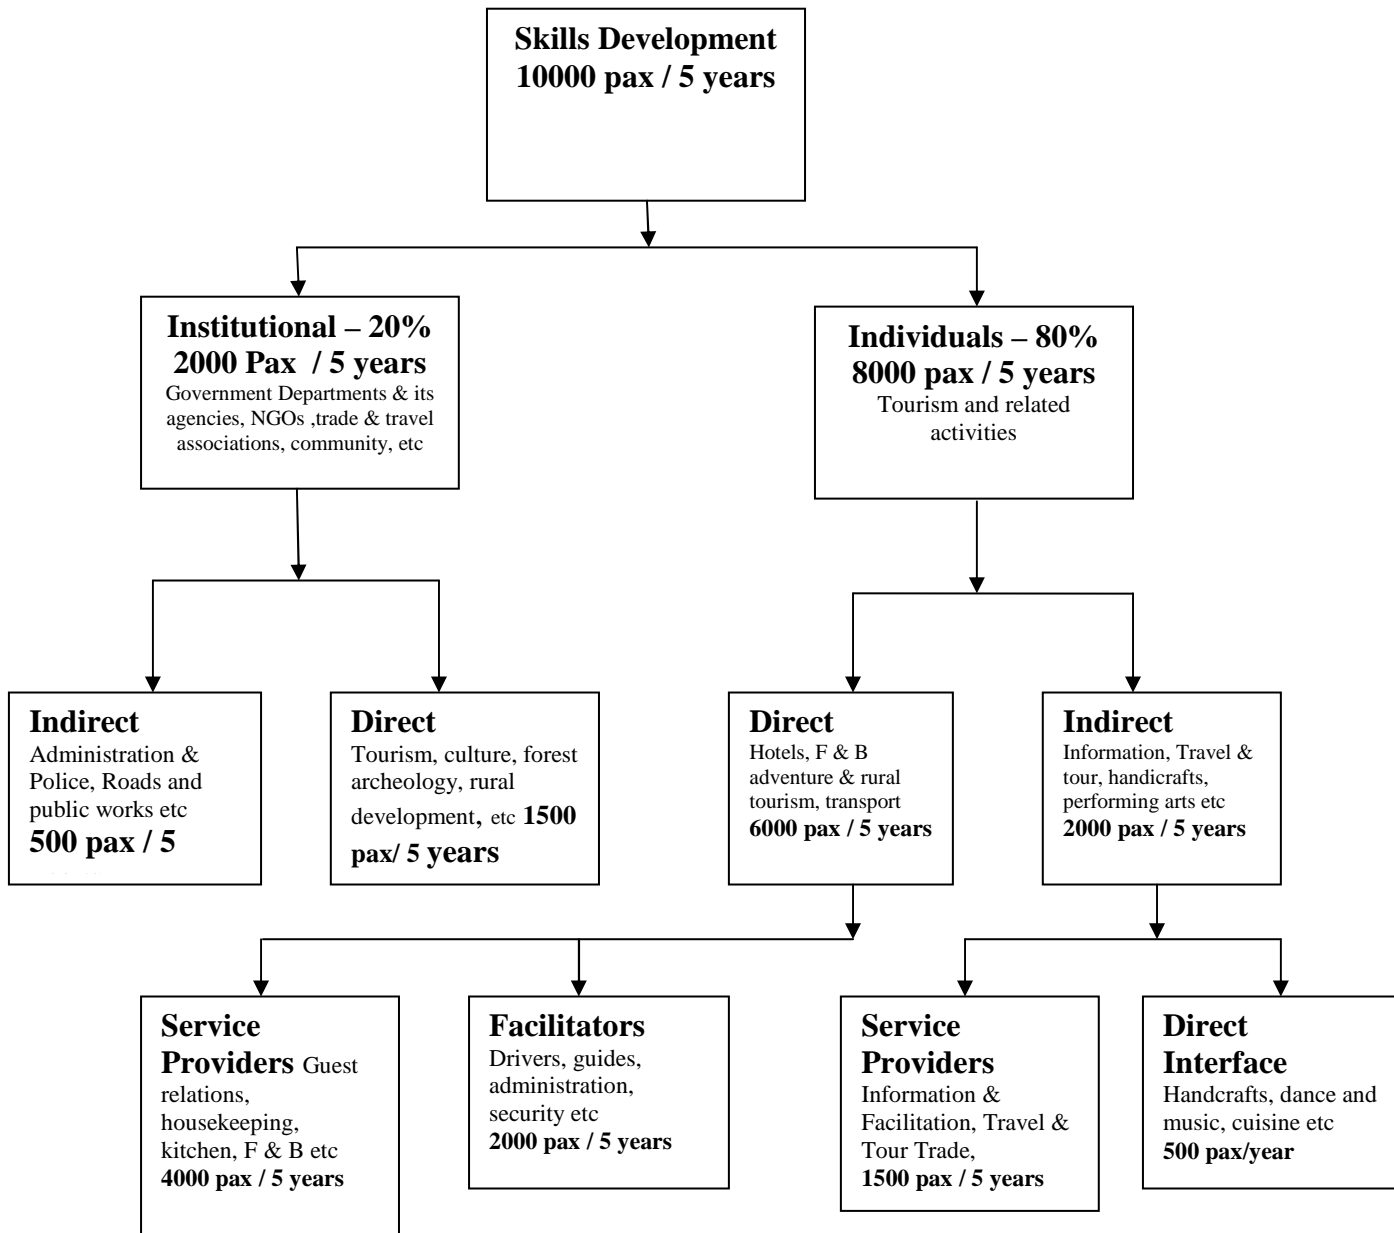 Skills Development
10000 pax / 5 years
Institutional – 20%
2000 Pax / 5 years
Government Departments & its
agencies, NGOs ,trade & travel
associations, community, etc
Individuals – 80%
8000 pax / 5 years
Tourism and related
activities
Indirect
Administration &
Police, Roads and
public works etc
500 pax / 5
Direct
Tourism, culture, forest
archeology, rural
development, etc 1500
pax/ 5 years
Direct
Hotels, F & B
adventure & rural
tourism, transport
6000 pax / 5 years
Indirect
Information, Travel &
tour, handicrafts,
performing arts etc
2000 pax / 5 years
Service
Providers Guest
relations,
housekeeping,
kitchen, F & B etc
4000 pax / 5 years
Facilitators
Drivers, guides,
administration,
security etc
2000 pax / 5 years
Service
Providers
Information &
Facilitation, Travel &
Tour Trade,
1500 pax / 5 years
Direct
Interface
Handcrafts, dance and
music, cuisine etc
500 pax/year